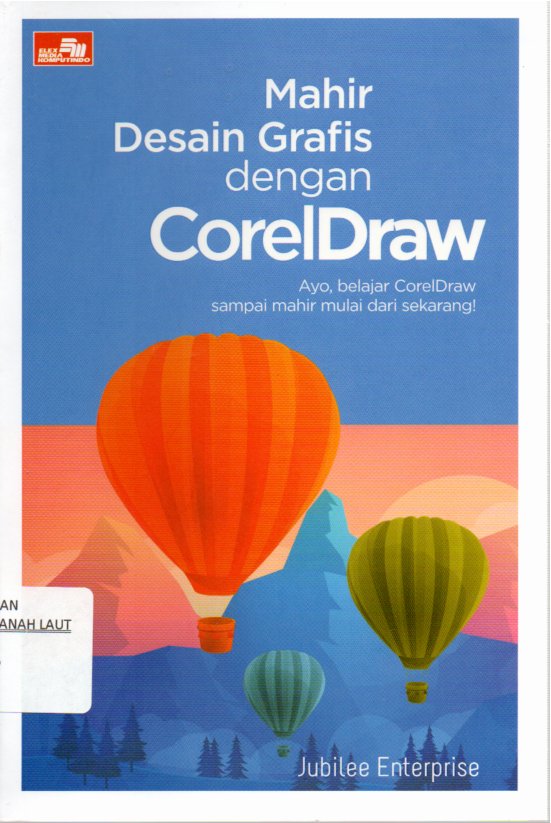 ELEX
MEDIA
KOMPUTINDO
Mahir
Desain Grafis
dengan
CorelDraw
Ayo, belajar CorelDraw
sampai mahir mulai dari sekarang!
AN
ANAH LAUT
Jubilee Enterprise